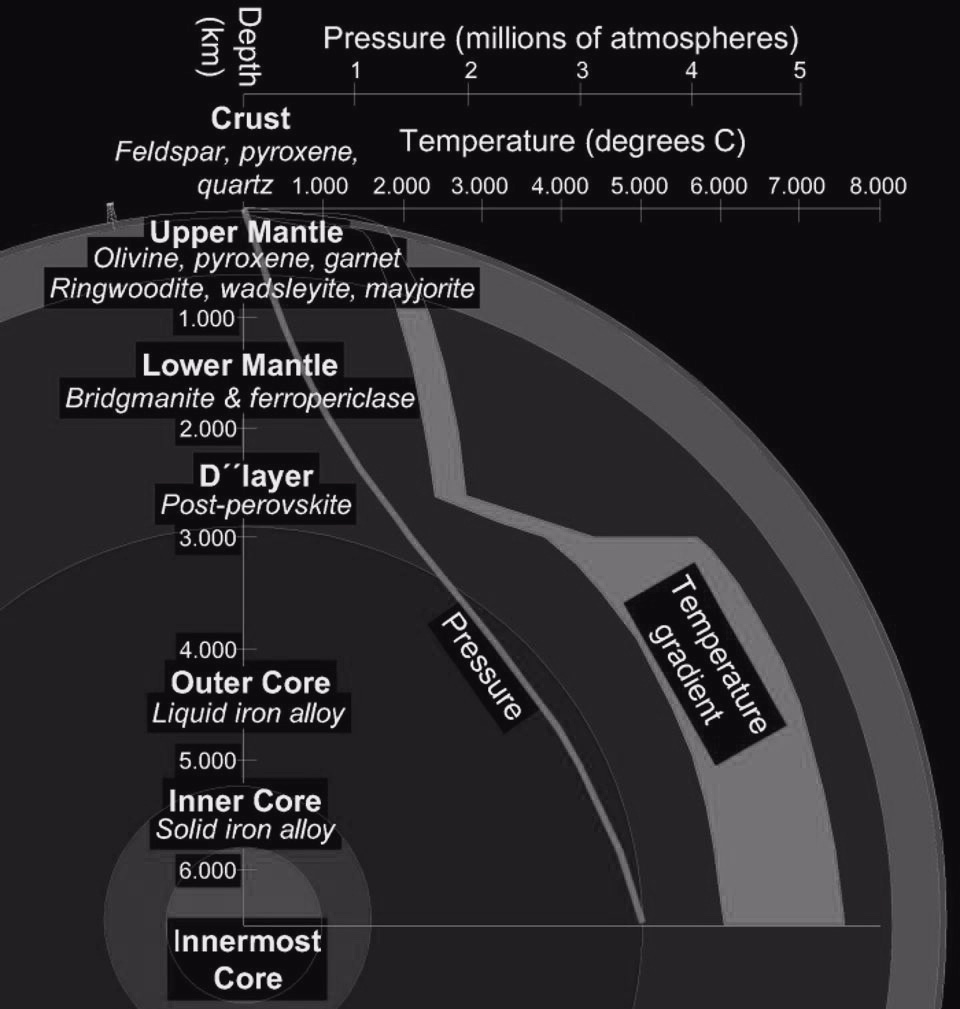 Depth
(km)
Pressure (millions of atmospheres)
1 2 3 4 5
Crust
Feldspar, pyroxene,
quartz
Temperature (degrees C)
1.000 2.000 3.000 4.000 5.000 6.000 7.000 8.000
Upper Mantle
Olivine, pyroxene, garnet
Ringwoodite, wadsleyite, mayjorite
1.000
Lower Mantle
Bridgmanite & ferropericlase
2.000
D´´layer
Post-perovskite
3.000
Temperature
gradient
Pressure
4.000
Outer Core
Liquid iron alloy
5.000
Inner Core
Solid iron alloy
6.000
Innermost
Core